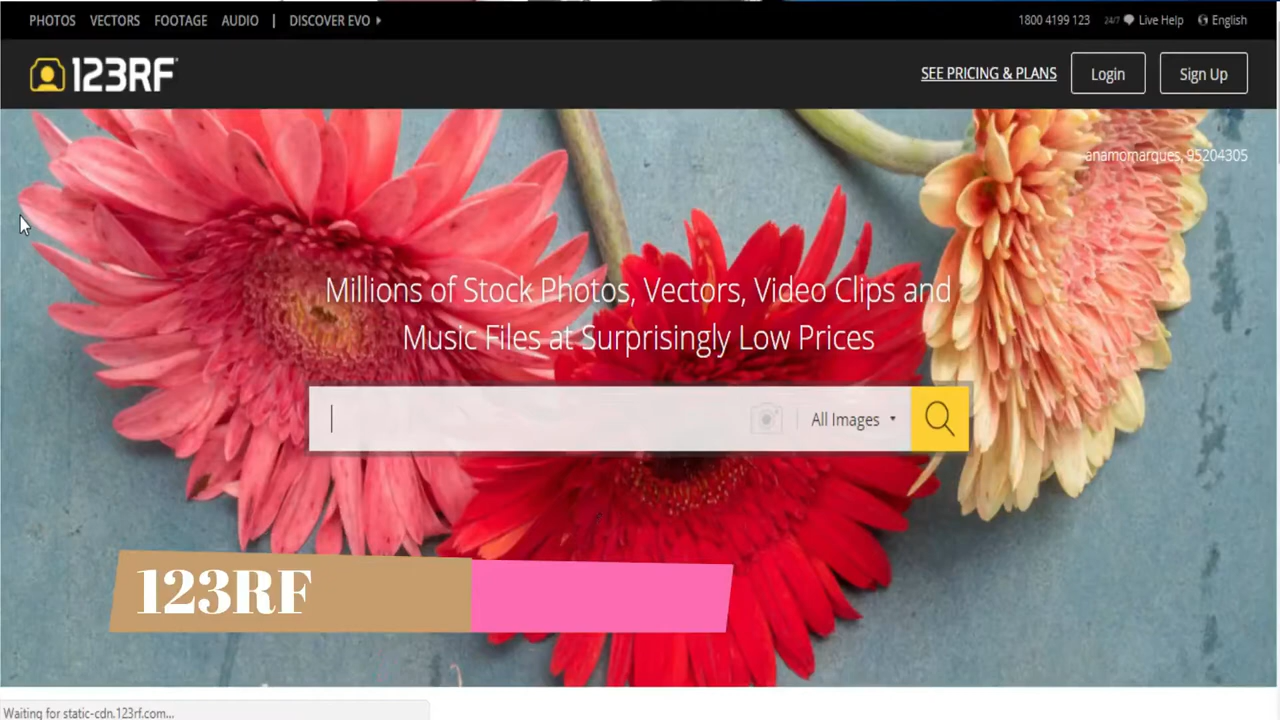 PHOTOS VECTORS FOOTAGE AUDIO | DISCOVER EVO
1800 4199 123 24/7 Live Help English
123RF
SEE PRICING & PLANS Login Sign Up
anamomarques, 95204305
Millions of Stock Photos, Vectors, Video Clips and
Music Files at Surprisingly Low Prices
All Images
123RF
Waiting for static-cdn.123rf.com...